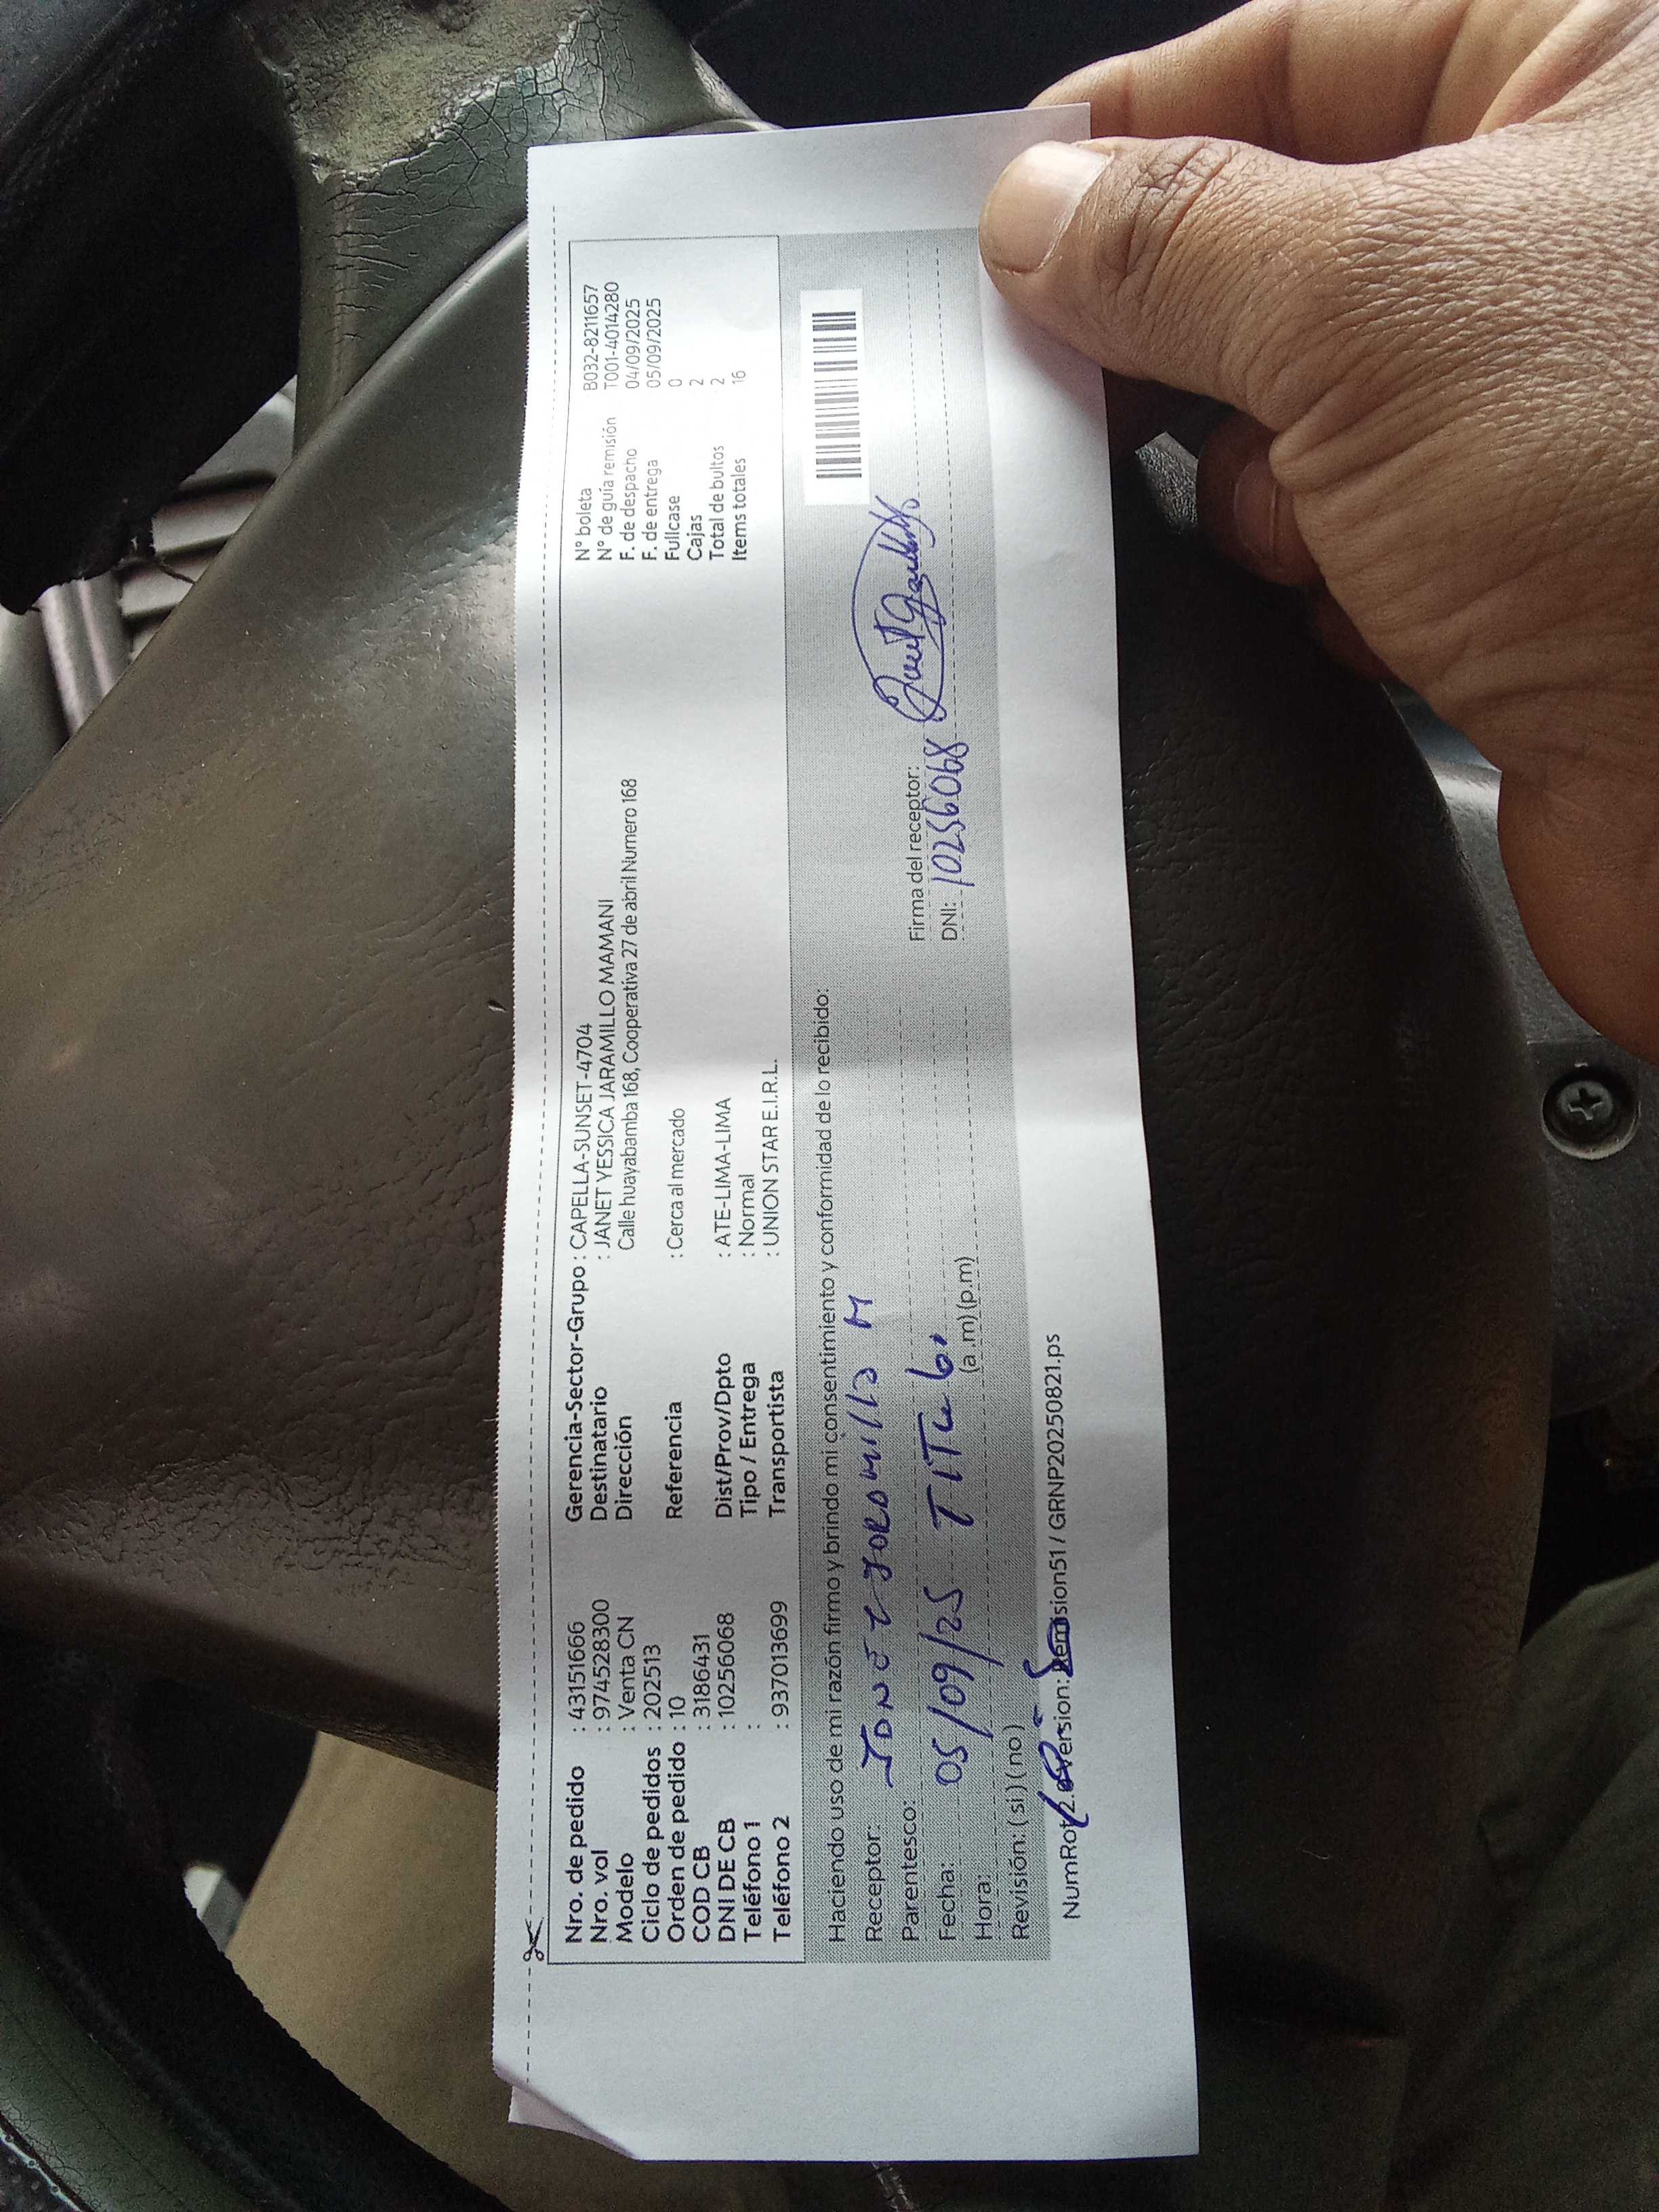 Nro. de pedido : 43151666
Nro. vol : 974528300
Modelo : Venta CN
Ciclo de pedidos : 202513
Orden de pedido : 10
COD CB : 3186431
DNI DE CB : 10256068
Teléfono 1 :
Teléfono 2 : 937013699
Gerencia-Sector-Grupo : CAPELLA-SUNSET-4704
Destinatario : JANET YESSICA JARAMILLO MAMANI
Dirección Calle huayabamba 168, Cooperativa 27 de abril Numero 168
Referencia : Cerca al mercado
Dist/Prov/Dpto : ATE-LIMA-LIMA
Tipo / Entrega : Normal
Transportista : UNION STAR E.I.R.L.
N° boleta B032-8211657
N° de guía remisión T001-4014280
F. de despacho 04/09/2025
F. de entrega 05/09/2025
Fullcase 0
Cajas 2
Total de bultos 2
Items totales 16
Haciendo uso de mi razón firmo y brindo mi consentimiento y conformidad de lo recibido:
Receptor: JANET JARAMILLO M
Parentesco:
Fecha: 05/09/25
Hora: (a.m) (p.m)
Revisión: ( si ) ( no )
Firma del receptor:
DNI: 10256068
sion51 / GRNP20250821.ps